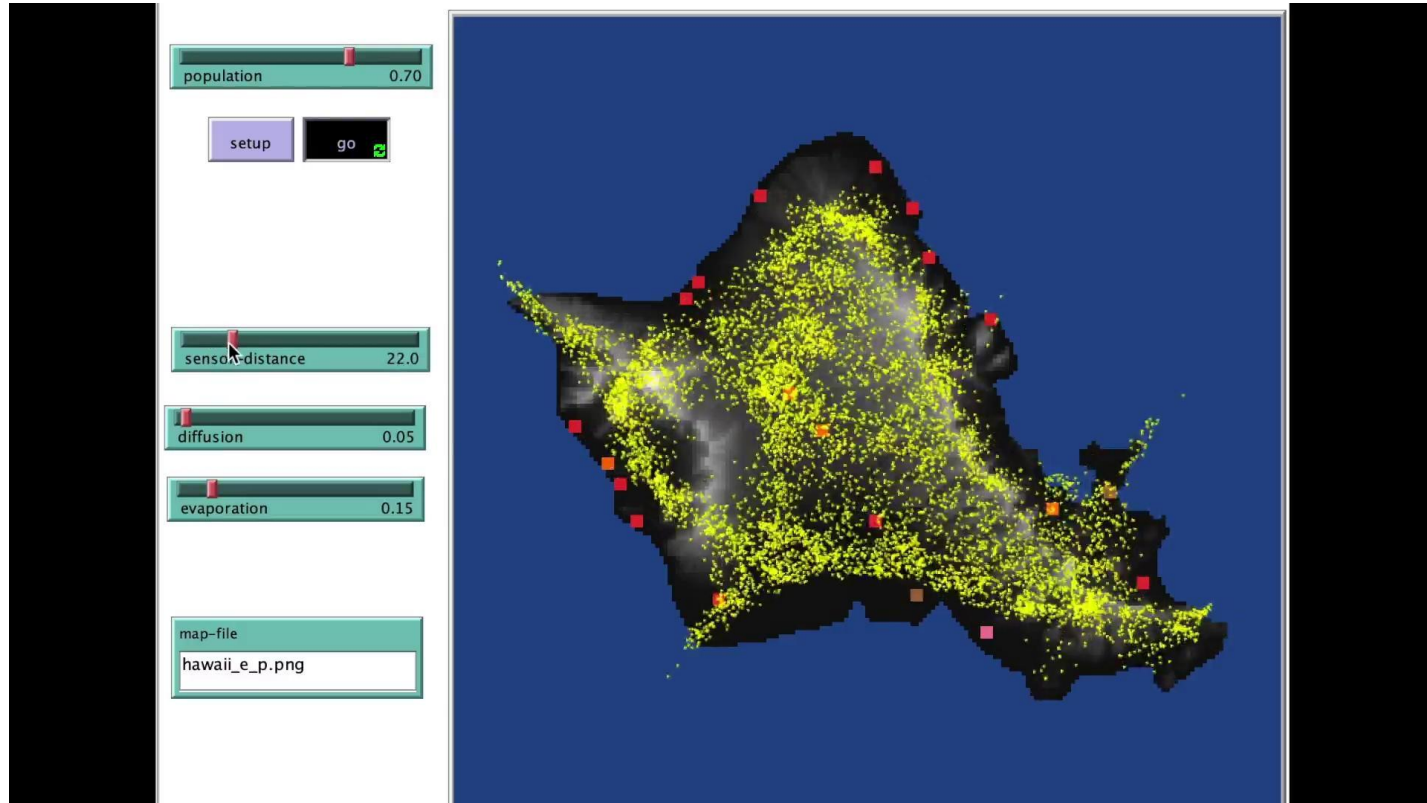 population 0.70
setup go
sensor-distance 22.0
diffusion 0.05
evaporation 0.15
map-file
hawaii_e_p.png